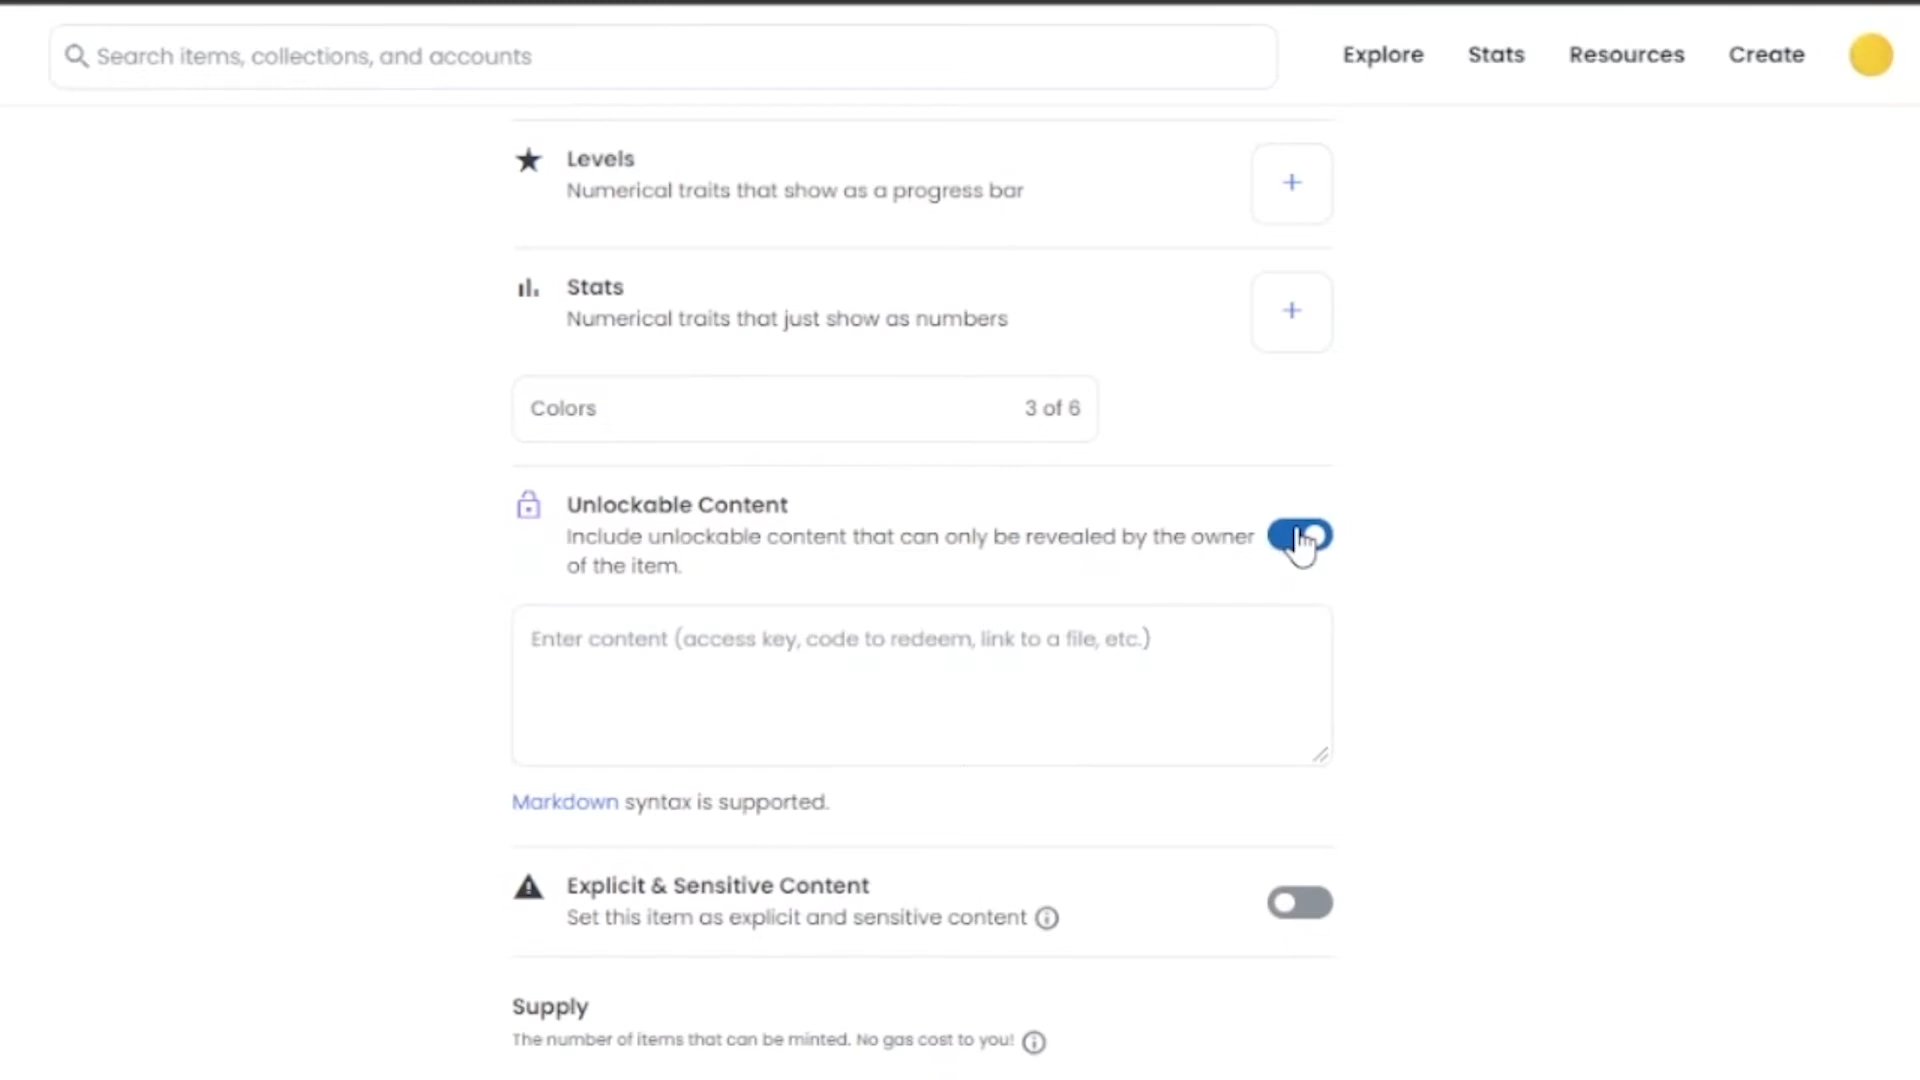 Search items, collections, and accounts
Explore Stats Resources Create
Levels
Numerical traits that show as a progress bar
+
Stats
Numerical traits that just show as numbers
+
Colors 3 of 6
Unlockable Content
Include unlockable content that can only be revealed by the owner
of the item.
Enter content (access key, code to redeem, link to a file, etc.)
Markdown syntax is supported.
Explicit & Sensitive Content
Set this item as explicit and sensitive content
Supply
The number of items that can be minted. No gas cost to you!